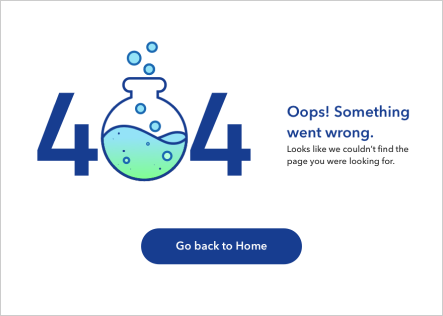 404
Oops! Something
went wrong.
Looks like we couldn't find the
page you were looking for.
Go back to Home